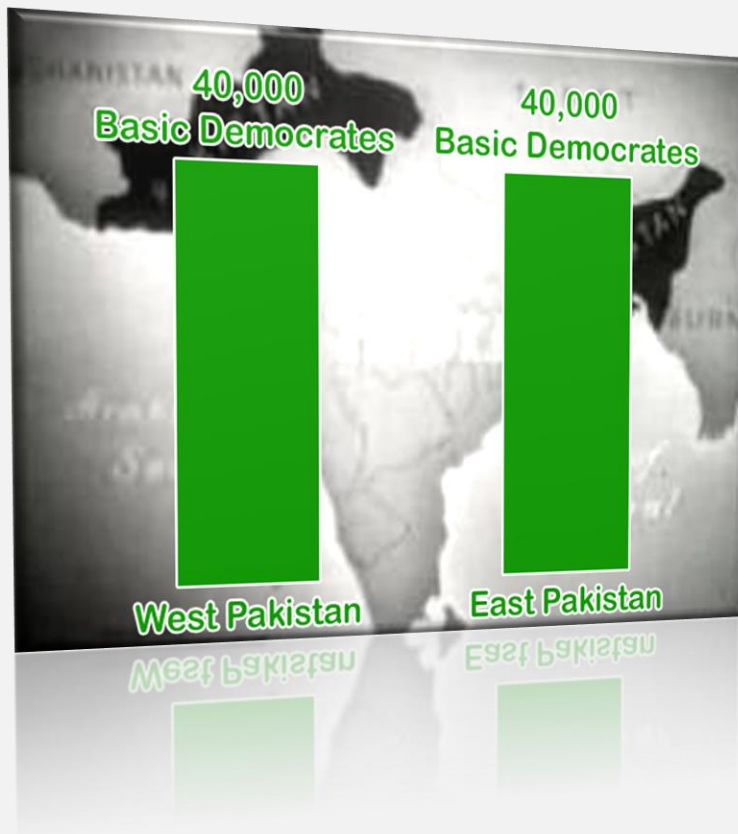 40,000
Basic Democrates
40,000
Basic Democrates
West Pakistan
East Pakistan